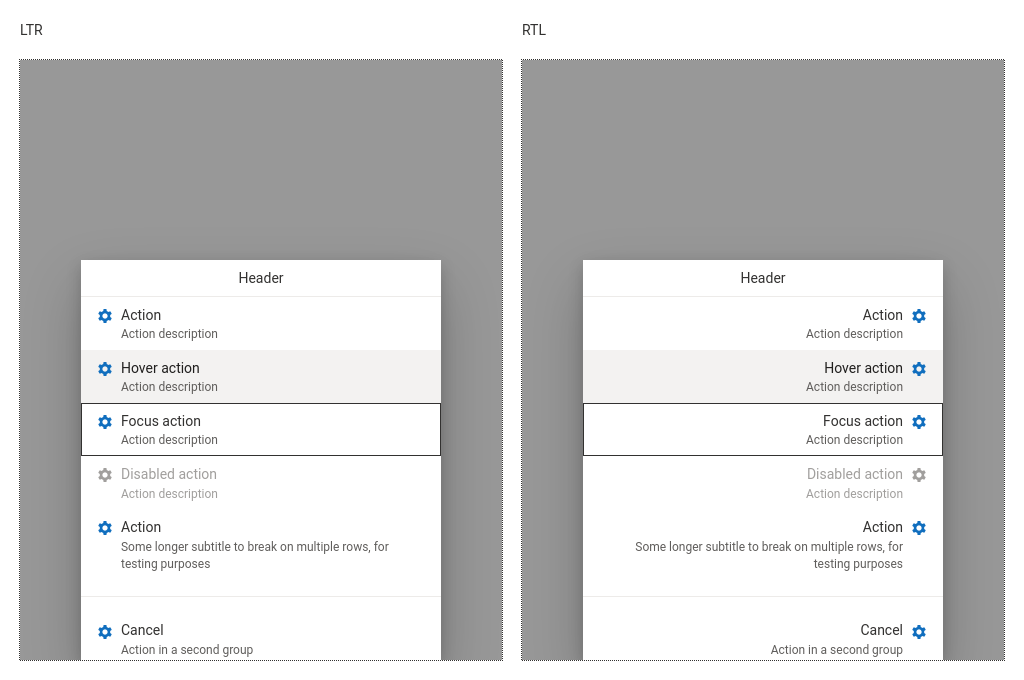 LTR
Header
Action
Action description
Hover action
Action description
Focus action
Action description
Disabled action
Action description
Action
Some longer subtitle to break on multiple rows, for
testing purposes
Cancel
Action in a second group
RTL
Header
Action
Action description
Hover action
Action description
Focus action
Action description
Disabled action
Action description
Action
Some longer subtitle to break on multiple rows, for
testing purposes
Cancel
Action in a second group